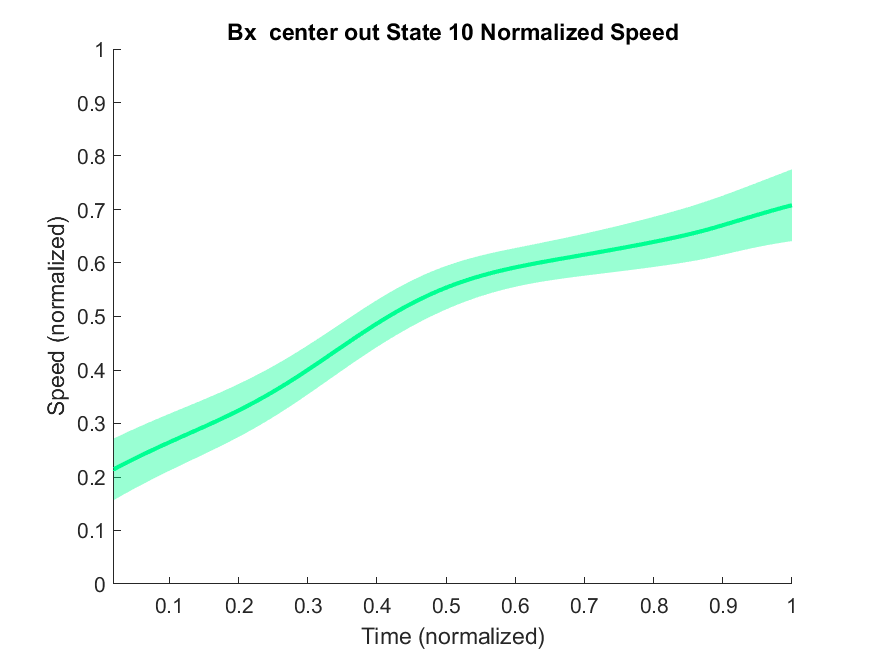 Bx  center out State 10 Normalized Speed
1
0.9
0.8
0.7
0.6
0.5
0.4
0.3
0.2
0.1
0
Speed (normalized)
0.1 0.2 0.3 0.4 0.5 0.6 0.7 0.8 0.9 1
Time (normalized)